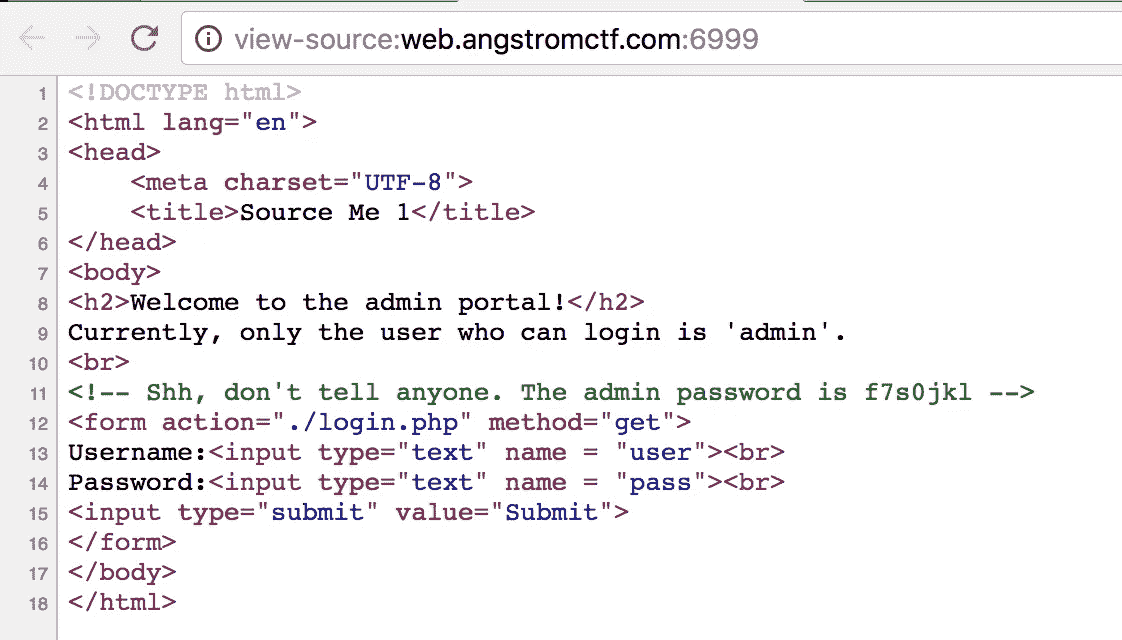 view-source:web.angstromctf.com:6999
1 <!DOCTYPE html>
2 <html lang="en">
3 <head>
4     <meta charset="UTF-8">
5     <title>Source Me 1</title>
6 </head>
7 <body>
8 <h2>Welcome to the admin portal!</h2>
9 Currently, only the user who can login is 'admin'.
10 <br>
11 <!-- Shh, don't tell anyone. The admin password is f7s0jkl -->
12 <form action="./login.php" method="get">
13 Username:<input type="text" name = "user"><br>
14 Password:<input type="text" name = "pass"><br>
15 <input type="submit" value="Submit">
16 </form>
17 </body>
18 </html>